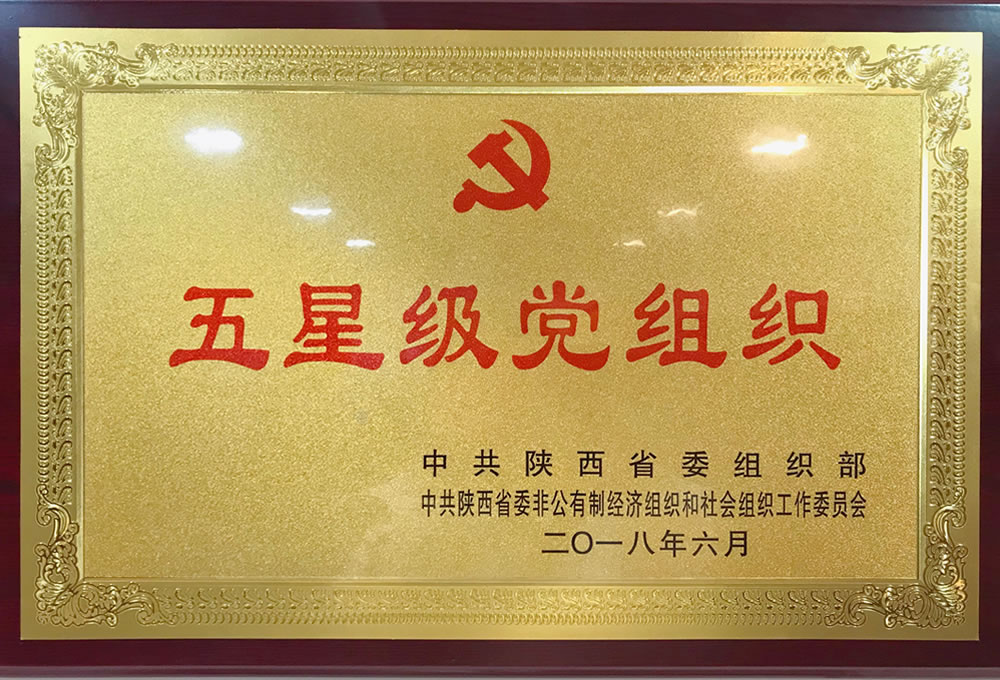 五星级党组织
中共陕西省委组织部
中共陕西省委非公有制经济组织和社会组织工作委员会
二〇一八年六月